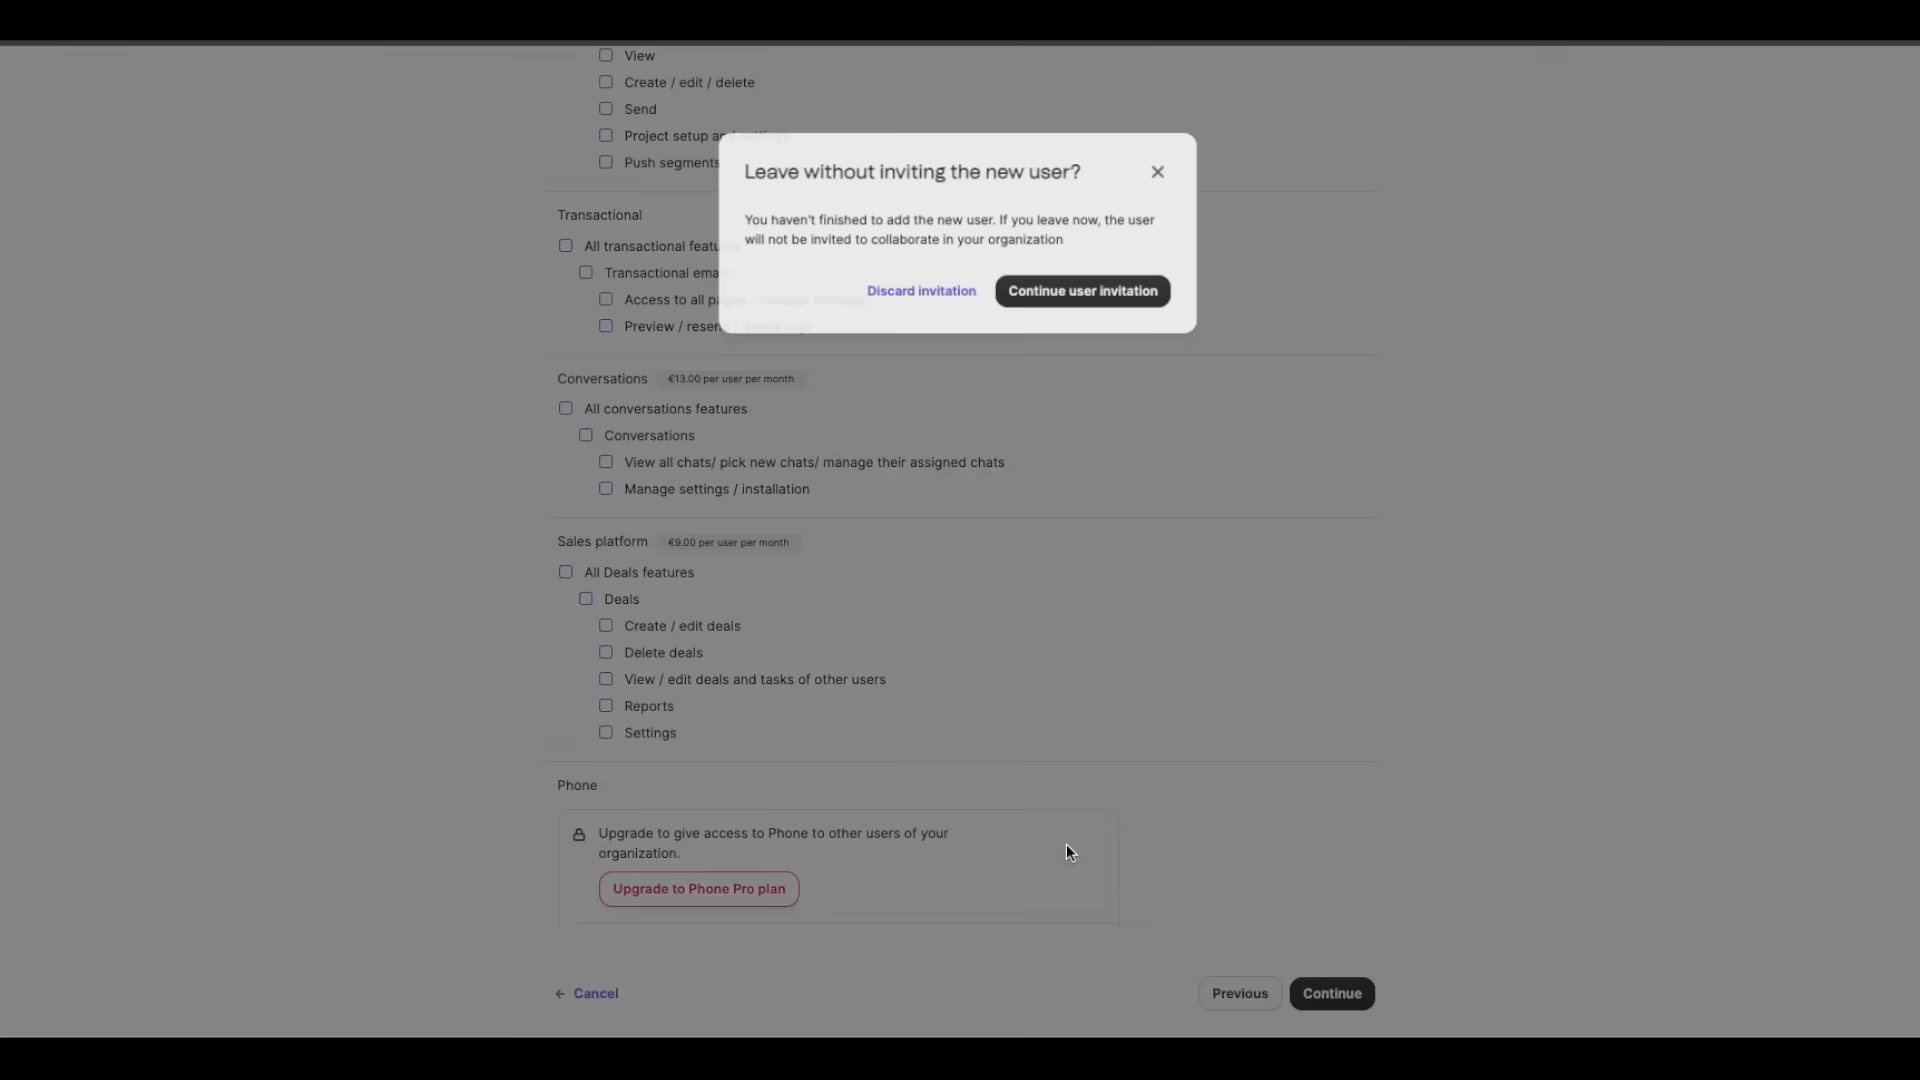 View
Create / edit / delete
Send
Project setup
Push segments
Leave without inviting the new user?
You haven't finished to add the new user. If you leave now, the user
will not be invited to collaborate in your organization
Discard invitation
Continue user invitation
Transactional
All transactional
Transactional
Access to all
Preview /
Conversations
€13.00 per user per month
All conversations features
Conversations
View all chats/ pick new chats/ manage their assigned chats
Manage settings / installation
Sales platform
€9.00 per user per month
All Deals features
Deals
Create / edit deals
Delete deals
View / edit deals and tasks of other users
Reports
Settings
Phone
Upgrade to give access to Phone to other users of your
organization.
Upgrade to Phone Pro plan
Cancel
Previous
Continue